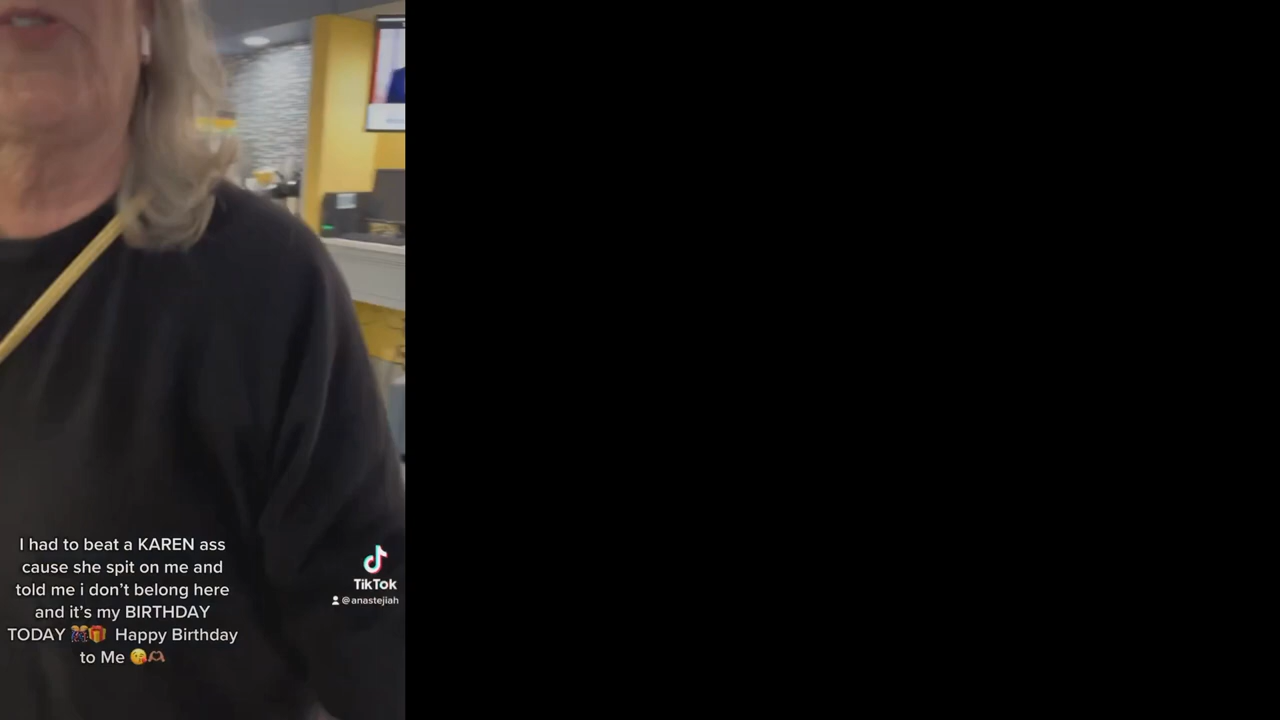 I had to beat a KAREN ass
cause she spit on me and
told me i don’t belong here
and it’s my BIRTHDAY
TODAY 🎊🎁 Happy Birthday
to Me 😘🫶🏽
TikTok
@anastejiah